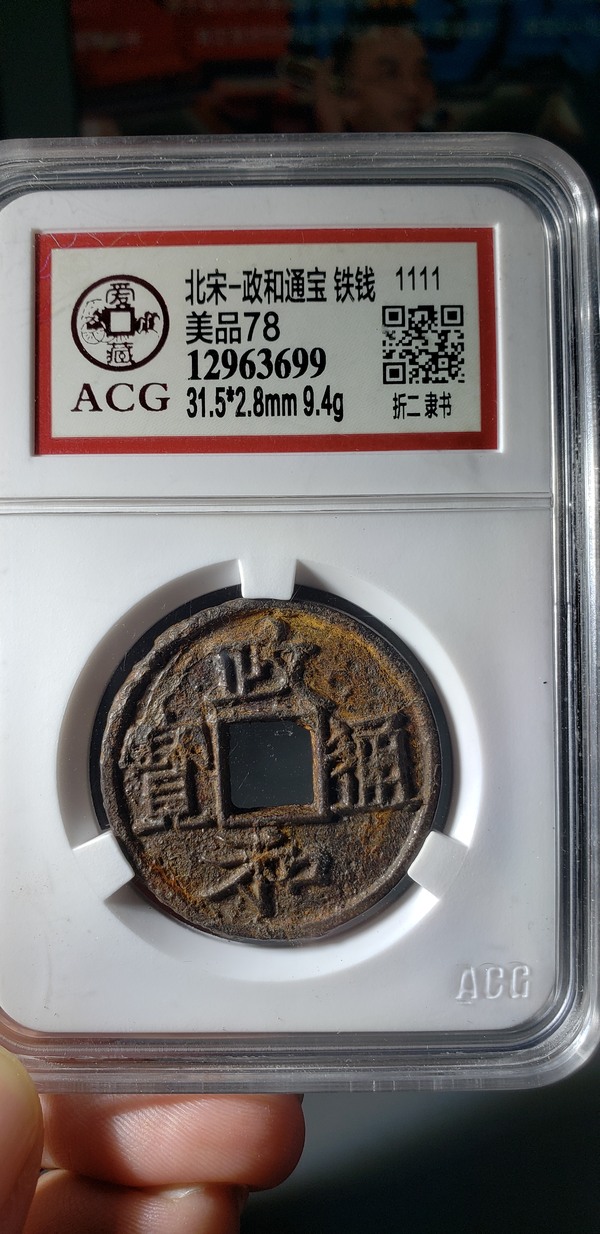 爱
藏
ACG
北宋-政和通宝 铁钱 1111
美品78
12963699
31.5*2.8mm 9.4g
折二 隶书
政
寶 通
和
ACG